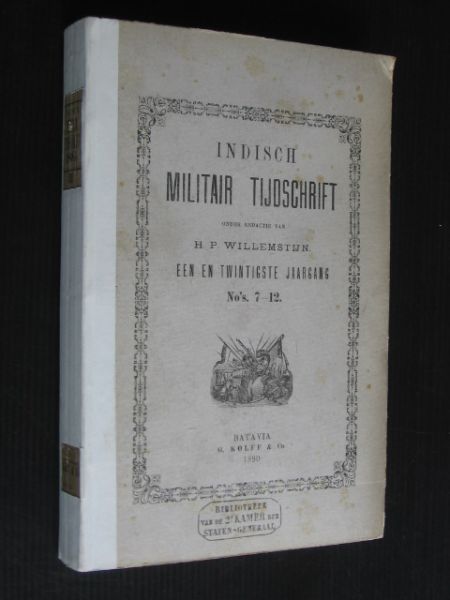 INDISCH
MILITAIR TIJDSCHRIFT
ONDER REDACTIE VAN
H. P. WILLEMSTIJN.
EEN EN TWINTIGSTE JAARGANG
No's. 7-12.
BATAVIA
G. KOLFF & Co
1890
BIBLIOTHEEK
VAN DE 2e KAMER DER
STATEN-GENERAAL